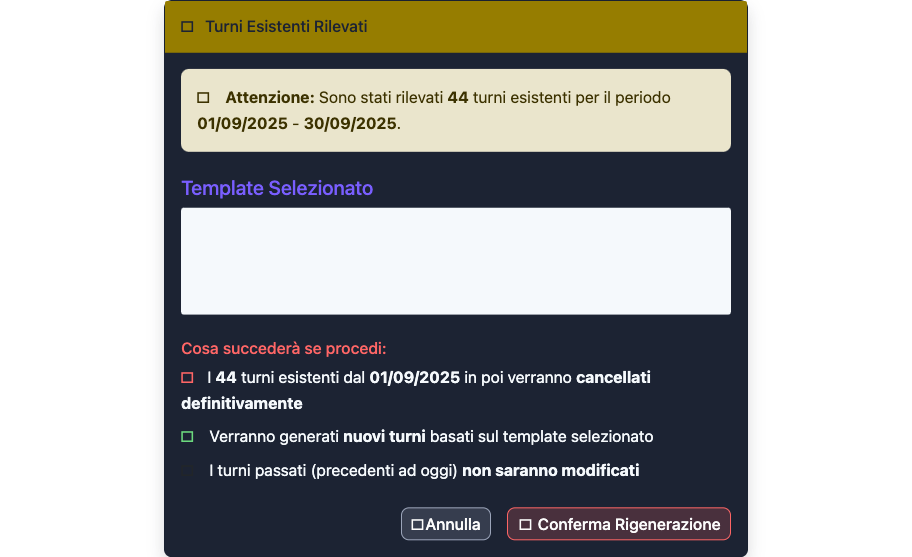 Turni Esistenti Rilevati
Attenzione: Sono stati rilevati 44 turni esistenti per il periodo
01/09/2025 - 30/09/2025.
Template Selezionato
Cosa succederà se procedi:
I 44 turni esistenti dal 01/09/2025 in poi verranno cancellati
definitivamente
Verranno generati nuovi turni basati sul template selezionato
I turni passati (precedenti ad oggi) non saranno modificati
Annulla
Conferma Rigenerazione